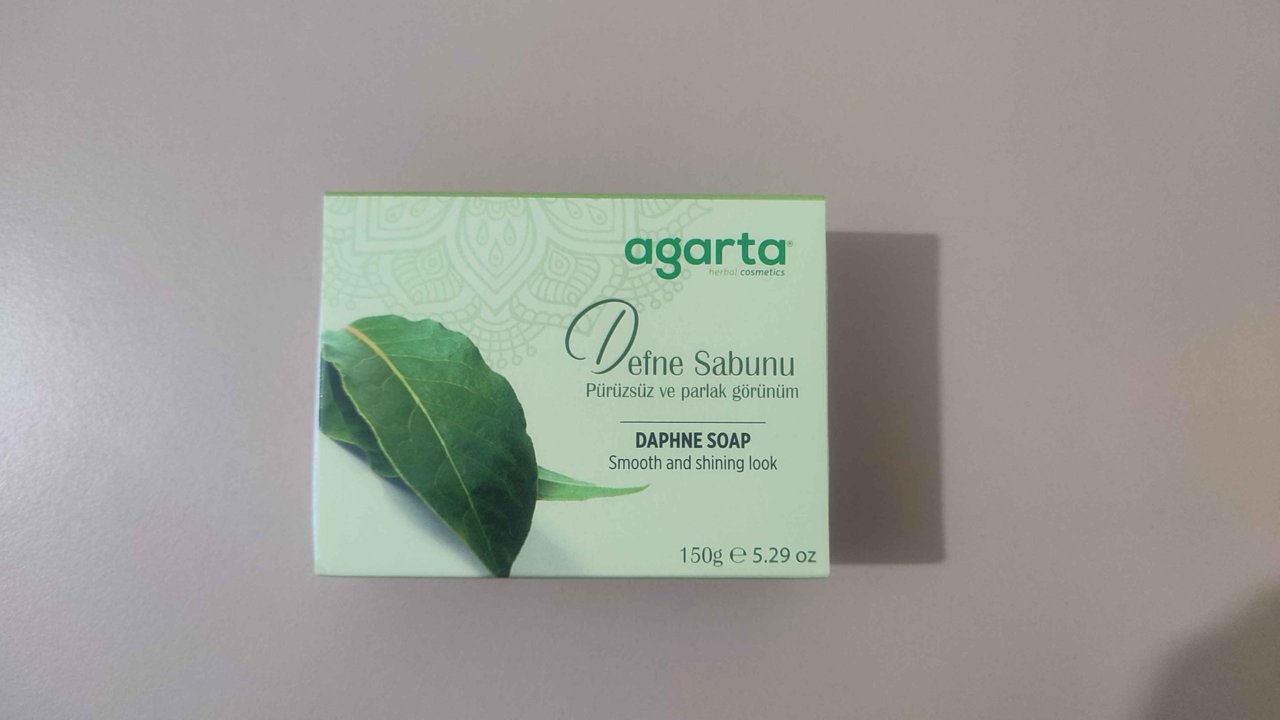 agarta®
herbal cosmetics
Defne Sabunu
Pürüzsüz ve parlak görünüm
DAPHNE SOAP
Smooth and shining look
150g ℮ 5.29 oz